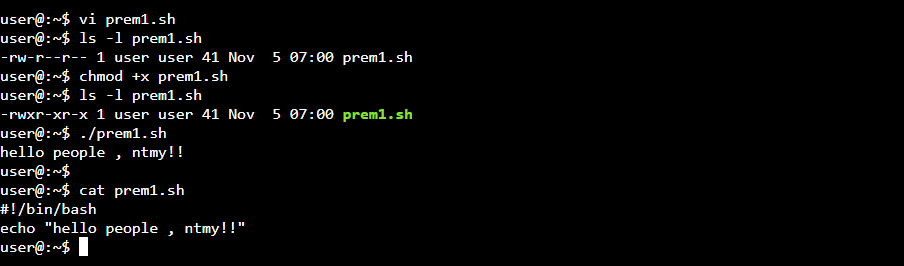 user@:~$ vi prem1.sh
user@:~$ ls -l prem1.sh
-rw-r--r-- 1 user user 41 Nov  5 07:00 prem1.sh
user@:~$ chmod +x prem1.sh
user@:~$ ls -l prem1.sh
-rwxr-xr-x 1 user user 41 Nov  5 07:00 prem1.sh
user@:~$ ./prem1.sh
hello people , ntmy!!
user@:~$
user@:~$ cat prem1.sh
#!/bin/bash
echo "hello people , ntmy!!"
user@:~$